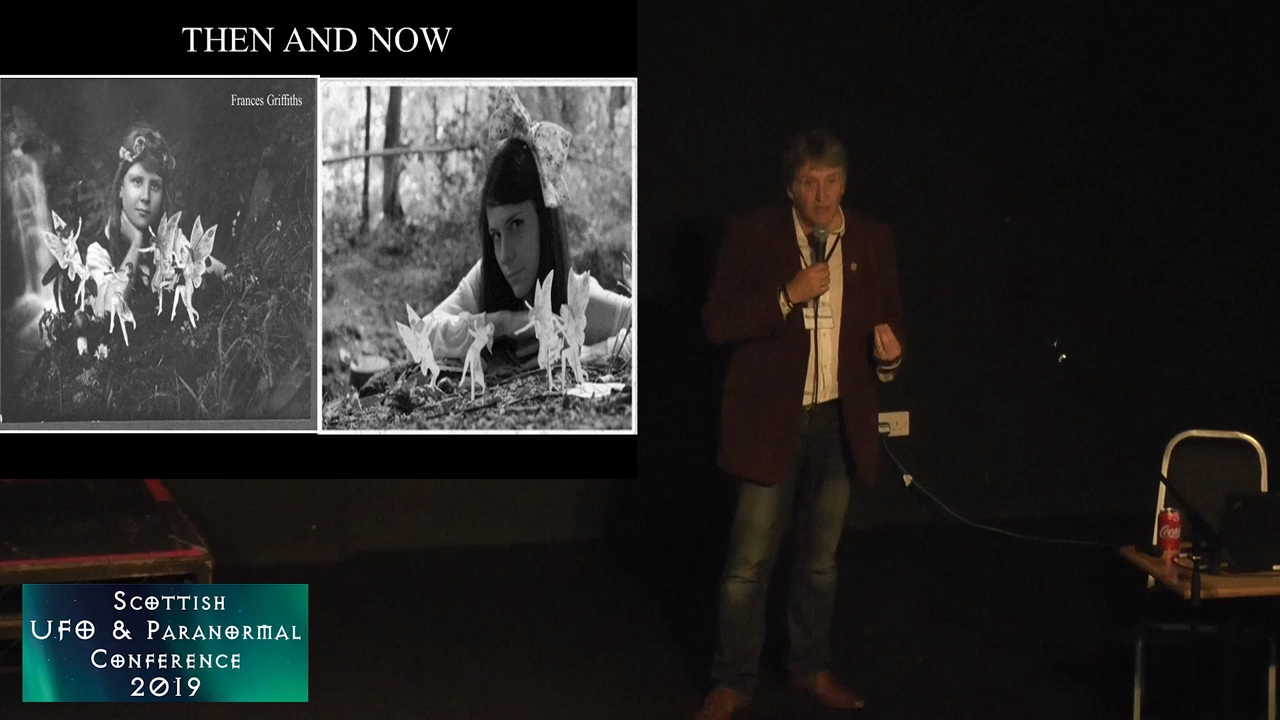 THEN AND NOW
Frances Griffiths
SCOTTISH
UFO & PARANORMAL
CONFERENCE
2019